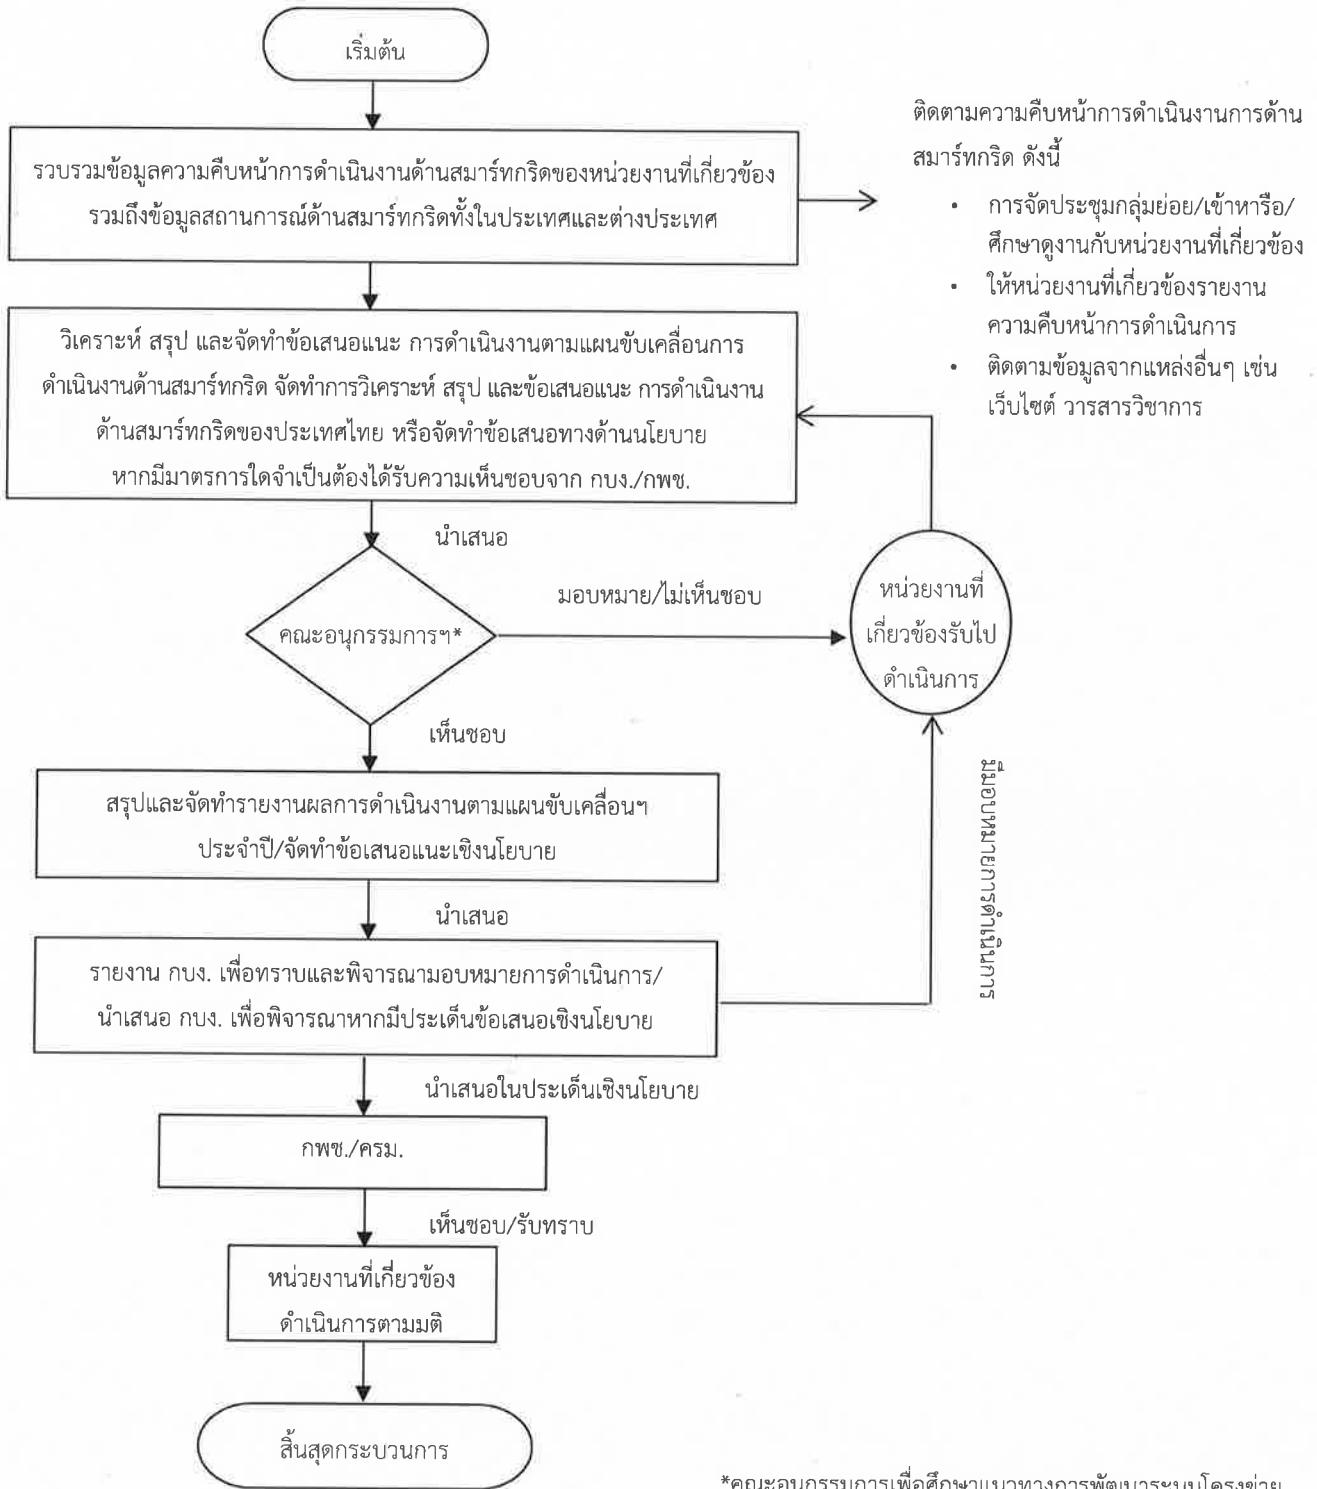 เริ่มต้น
รวบรวมข้อมูลความคืบหน้าการดำเนินงานด้านสมาร์ทกริดของหน่วยงานที่เกี่ยวข้อง
รวมถึงข้อมูลสถานการณ์ด้านสมาร์ทกริดทั้งในประเทศและต่างประเทศ
ติดตามความคืบหน้าการดำเนินงานการด้าน
สมาร์ทกริด ดังนี้
• การจัดประชุมกลุ่มย่อย/เข้าหารือ/
ศึกษาดูงานกับหน่วยงานที่เกี่ยวข้อง
• ให้หน่วยงานที่เกี่ยวข้องรายงาน
ความคืบหน้าการดำเนินการ
• ติดตามข้อมูลจากแหล่งอื่นๆ เช่น
เว็บไซต์ วารสารวิชาการ
วิเคราะห์ สรุป และจัดทำข้อเสนอแนะ การดำเนินงานตามแผนขับเคลื่อนการ
ดำเนินงานด้านสมาร์ทกริด จัดทำการวิเคราะห์ สรุป และข้อเสนอแนะ การดำเนินงาน
ด้านสมาร์ทกริดของประเทศไทย หรือจัดทำข้อเสนอทางด้านนโยบาย
หากมีมาตรการใดจำเป็นต้องได้รับความเห็นชอบจาก กบง./กพช.
นำเสนอ
คณะอนุกรรมการฯ*
มอบหมาย/ไม่เห็นชอบ
หน่วยงานที่
เกี่ยวข้องรับไป
ดำเนินการ
เห็นชอบ
สรุปและจัดทำรายงานผลการดำเนินงานตามแผนขับเคลื่อนฯ
ประจำปี/จัดทำข้อเสนอแนะเชิงนโยบาย
มีมอบหมายการดำเนินการ
นำเสนอ
รายงาน กบง. เพื่อทราบและพิจารณามอบหมายการดำเนินการ/
นำเสนอ กบง. เพื่อพิจารณาหากมีประเด็นข้อเสนอเชิงนโยบาย
นำเสนอในประเด็นเชิงนโยบาย
กพช./ครม.
เห็นชอบ/รับทราบ
หน่วยงานที่เกี่ยวข้อง
ดำเนินการตามมติ
สิ้นสุดกระบวนการ
*คณะอนุกรรมการเพื่อศึกษาแนวทางการพัฒนาระบบโครงข่าย